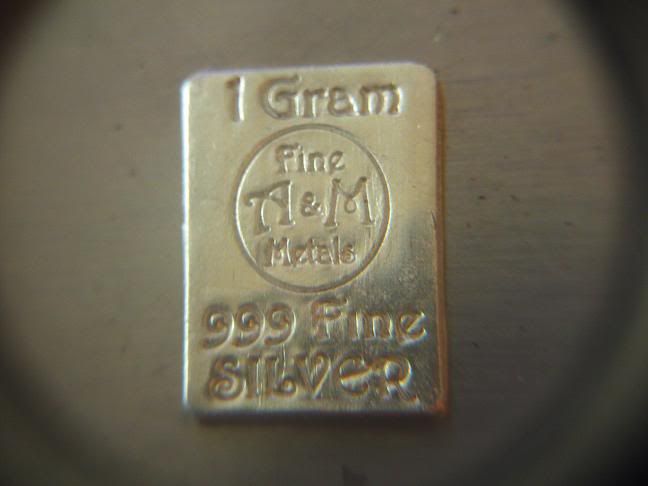 1 Gram
Fine
A & M
Metals
999 Fine
SILVER